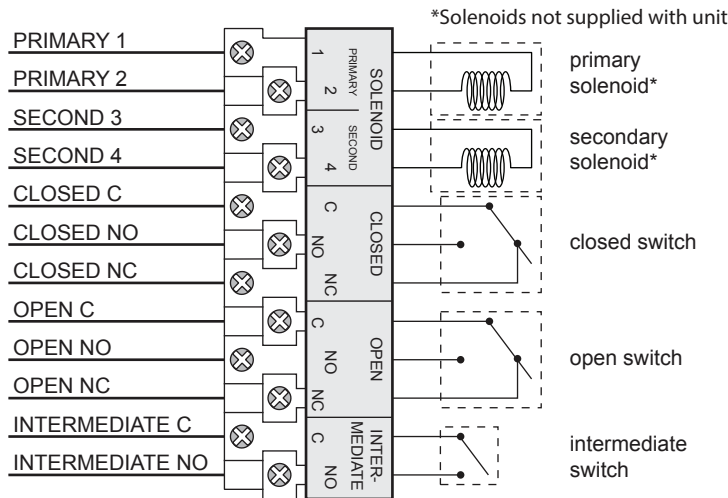 *Solenoids not supplied with unit
PRIMARY 1
PRIMARY 2
SECOND 3
SECOND 4
CLOSED C
CLOSED NO
CLOSED NC
OPEN C
OPEN NO
OPEN NC
INTERMEDIATE C
INTERMEDIATE NO
1
2
PRIMARY
3
4
SECOND
SOLENOID
C
NO
NC
CLOSED
C
NO
NC
OPEN
C
NO
INTER-
MEDIATE
primary
solenoid*
secondary
solenoid*
closed switch
open switch
intermediate
switch